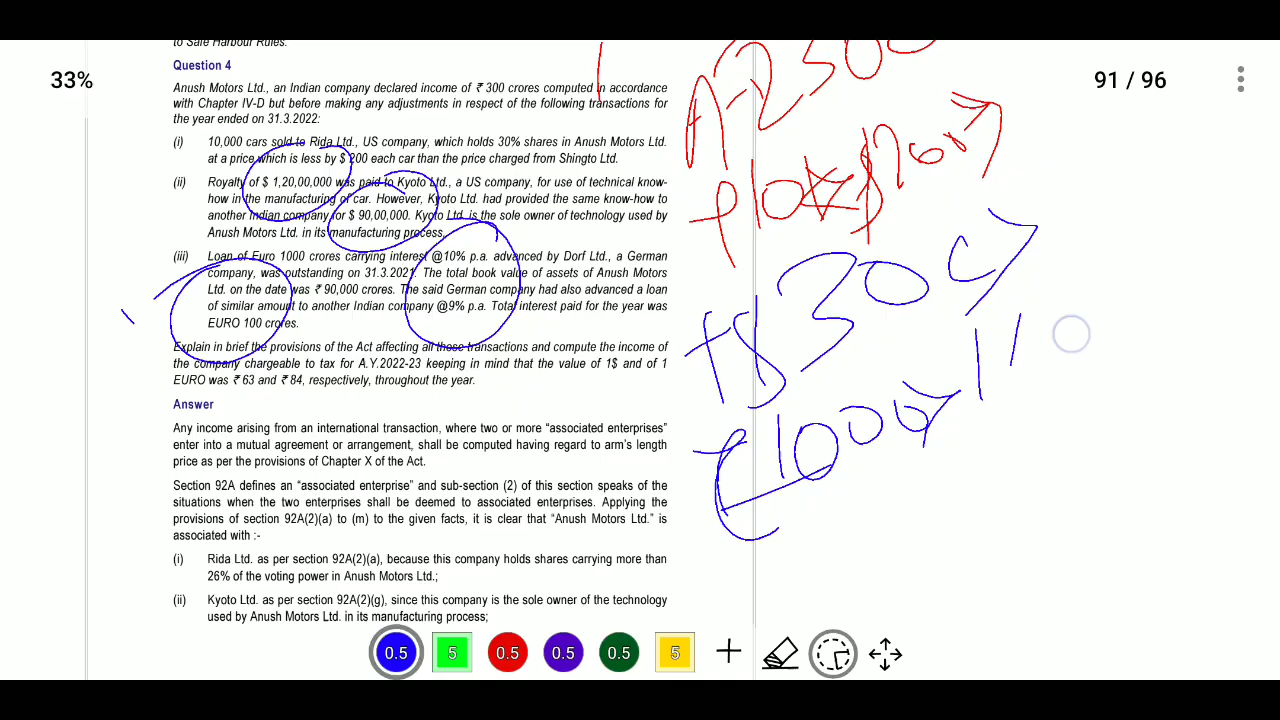 to Safe Harbour Rules.
33%
Question 4
91 / 96
Anush Motors Ltd., an Indian company declared income of ₹ 300 crores computed in accordance
with Chapter IV-D but before making any adjustments in respect of the following transactions for
the year ended on 31.3.2022:
(i) 10,000 cars sold to Rida Ltd., US company, which holds 30% shares in Anush Motors Ltd.
at a price which is less by $ 200 each car than the price charged from Shingto Ltd.
(ii) Royalty of $ 1,20,00,000 was paid to Kyoto Ltd., a US company, for use of technical know-
how in the manufacturing of car. However, Kyoto Ltd. had provided the same know-how to
another Indian company for $ 90,00,000. Kyoto Ltd. is the sole owner of technology used by
Anush Motors Ltd. in its manufacturing process.
(iii) Loan of Euro 1000 crores carrying interest @10% p.a. advanced by Dorf Ltd., a German
company, was outstanding on 31.3.2021. The total book value of assets of Anush Motors
Ltd. on the date was ₹ 90,000 crores. The said German company had also advanced a loan
of similar amount to another Indian company @9% p.a. Total interest paid for the year was
EURO 100 crores.
Explain in brief the provisions of the Act affecting all these transactions and compute the income of
the company chargeable to tax for A.Y.2022-23 keeping in mind that the value of 1$ and of 1
EURO was ₹ 63 and ₹ 84, respectively, throughout the year.
Answer
Any income arising from an international transaction, where two or more “associated enterprises”
enter into a mutual agreement or arrangement, shall be computed having regard to arm’s length
price as per the provisions of Chapter X of the Act.
Section 92A defines an “associated enterprise” and sub-section (2) of this section speaks of the
situations when the two enterprises shall be deemed to associated enterprises. Applying the
provisions of section 92A(2)(a) to (m) to the given facts, it is clear that “Anush Motors Ltd.” is
associated with :-
(i) Rida Ltd. as per section 92A(2)(a), because this company holds shares carrying more than
26% of the voting power in Anush Motors Ltd.;
(ii) Kyoto Ltd. as per section 92A(2)(g), since this company is the sole owner of the technology
used by Anush Motors Ltd. in its manufacturing process;
0.5 5 0.5 0.5 0.5 5